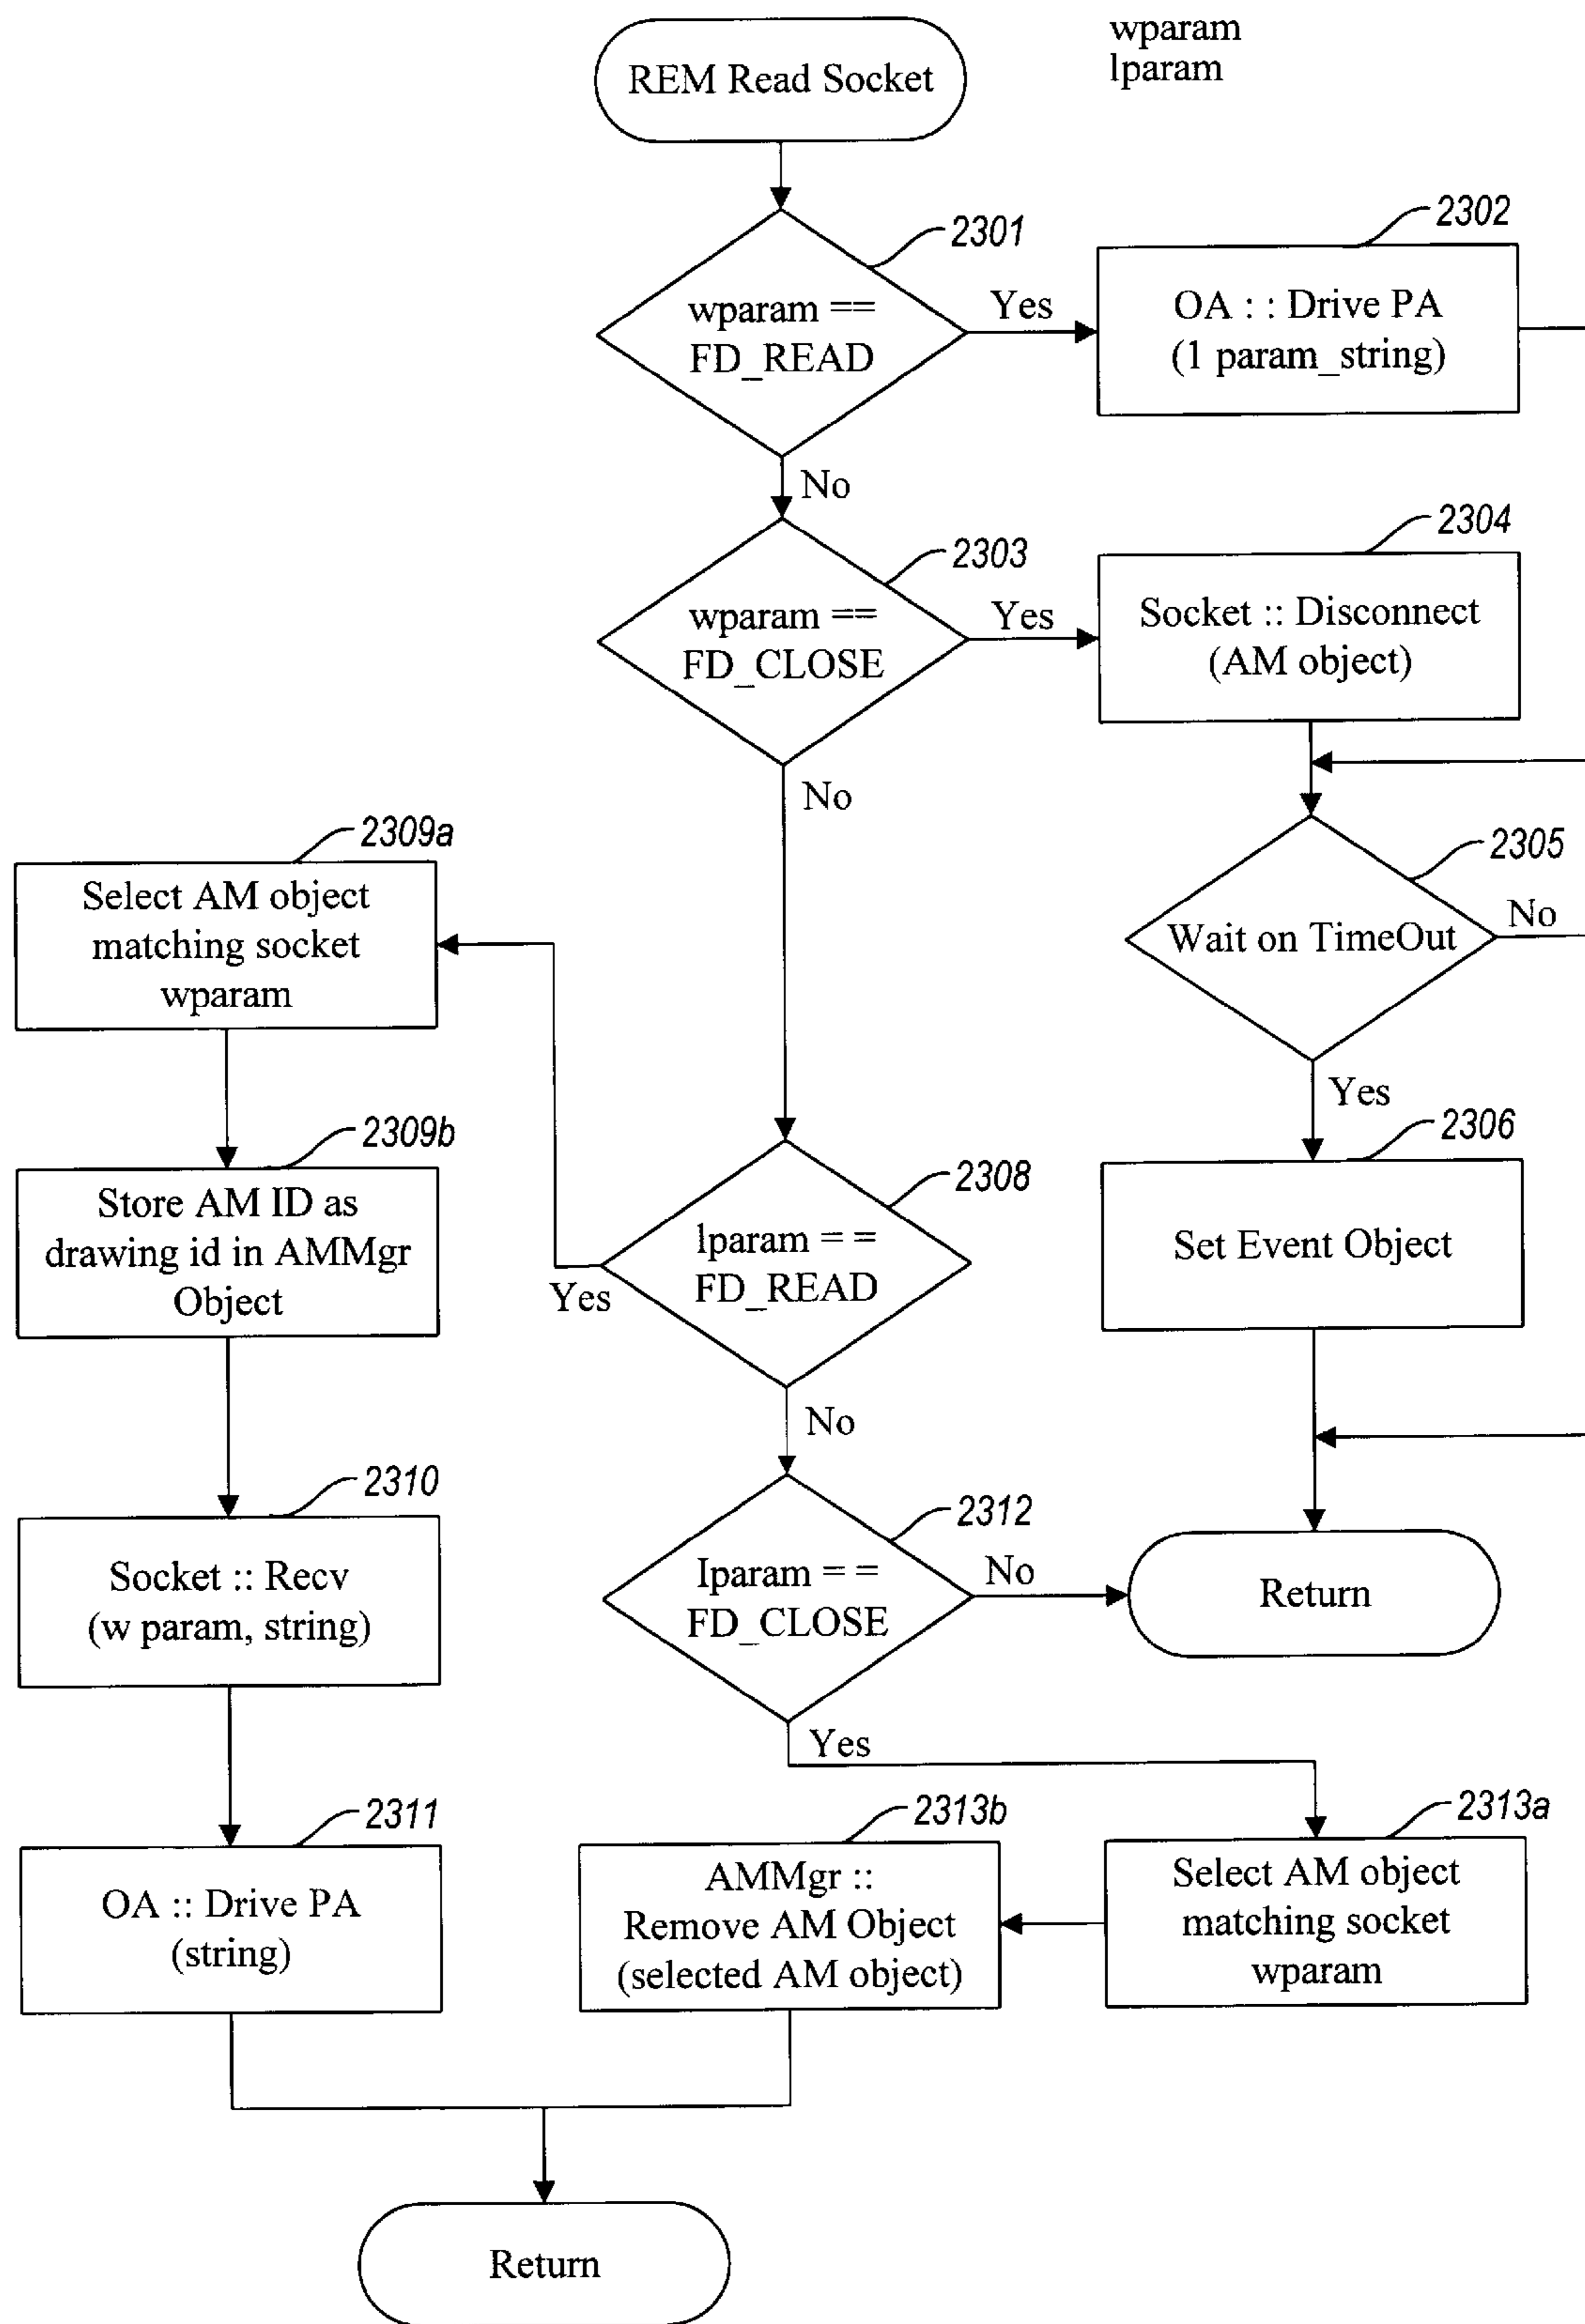 wparam
lparam
REM Read Socket
2301
wparam ==
FD_READ
Yes
2302
OA : : Drive PA
(1 param_string)
No
2303
wparam ==
FD_CLOSE
Yes
2304
Socket :: Disconnect
(AM object)
No
2305
Wait on TimeOut
No
Yes
2306
Set Event Object
2309a
Select AM object
matching socket
wparam
2309b
Store AM ID as
drawing id in AMMgr
Object
2308
lparam = =
FD_READ
Yes
No
2310
Socket :: Recv
(w param, string)
2312
Iparam = =
FD_CLOSE
No
Return
Yes
2311
OA :: Drive PA
(string)
2313b
AMMgr ::
Remove AM Object
(selected AM object)
2313a
Select AM object
matching socket
wparam
Return